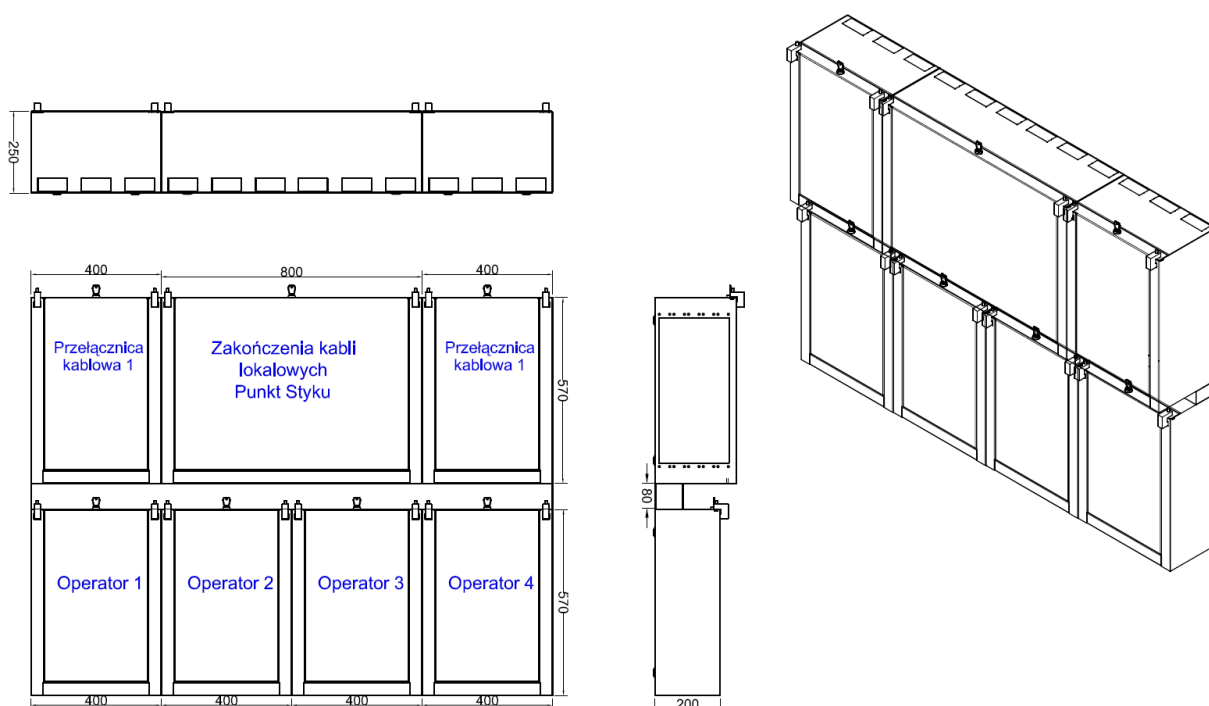 250
400
800
400
Przełącznica
kablowa 1
Zakończenia kabli
lokalowych
Punkt Styku
Przełącznica
kablowa 1
570
80
Operator 1
Operator 2
Operator 3
Operator 4
570
400
400
400
400
200